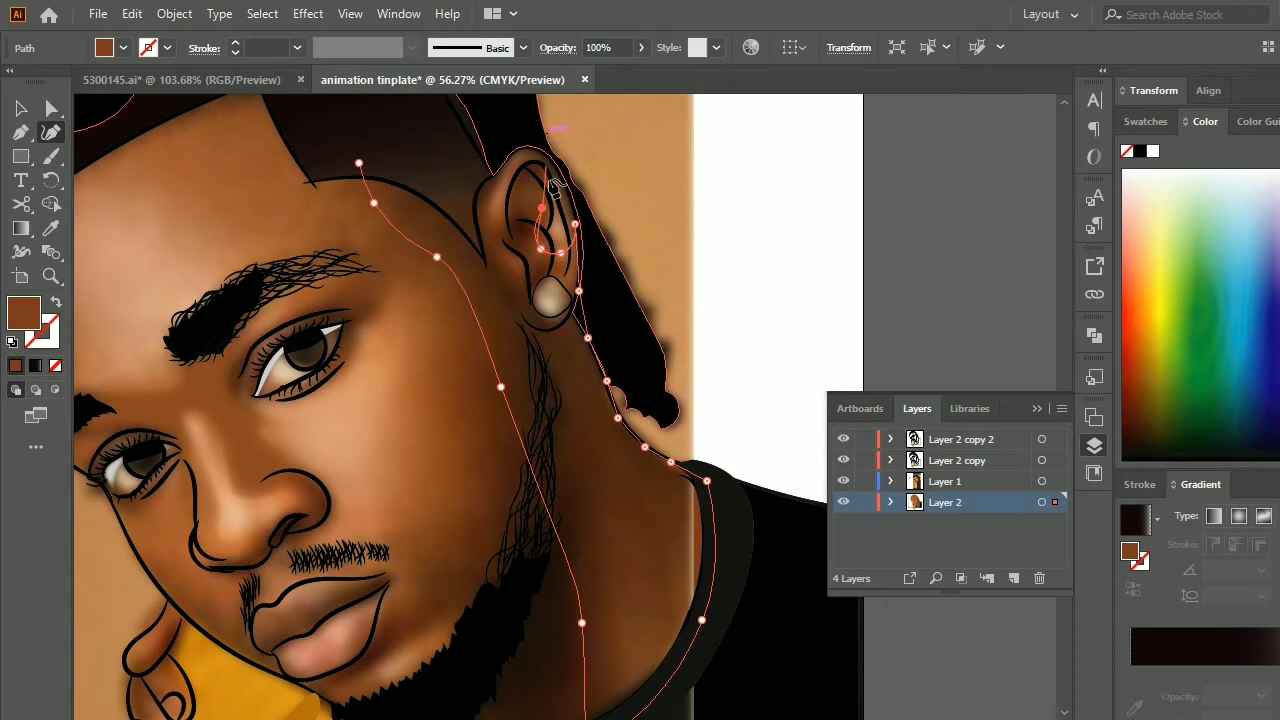 Ai File Edit Object Type Select Effect View Window Help Layout Search Adobe Stock
Path Stroke: Basic Opacity: 100% Style: Transform
5300145.ai* @ 103.68% (RGB/Preview) × animation tinplate* @ 56.27% (CMYK/Preview) ×
Transform Align
Swatches Color Color Gui
Artboards Layers Libraries
Layer 2 copy 2
Layer 2 copy
Layer 1
Layer 2
4 Layers
Stroke Gradient
Type:
Stroke:
Opacity: